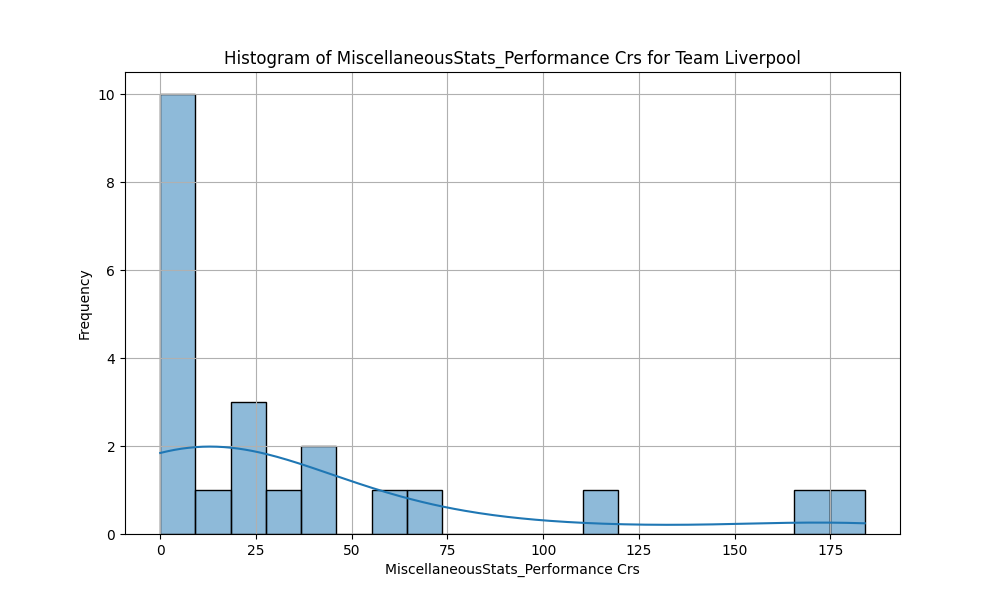 Histogram of MiscellaneousStats_Performance Crs for Team Liverpool
10
8
6
4
2
0
Frequency
0 25 50 75 100 125 150 175
MiscellaneousStats_Performance Crs